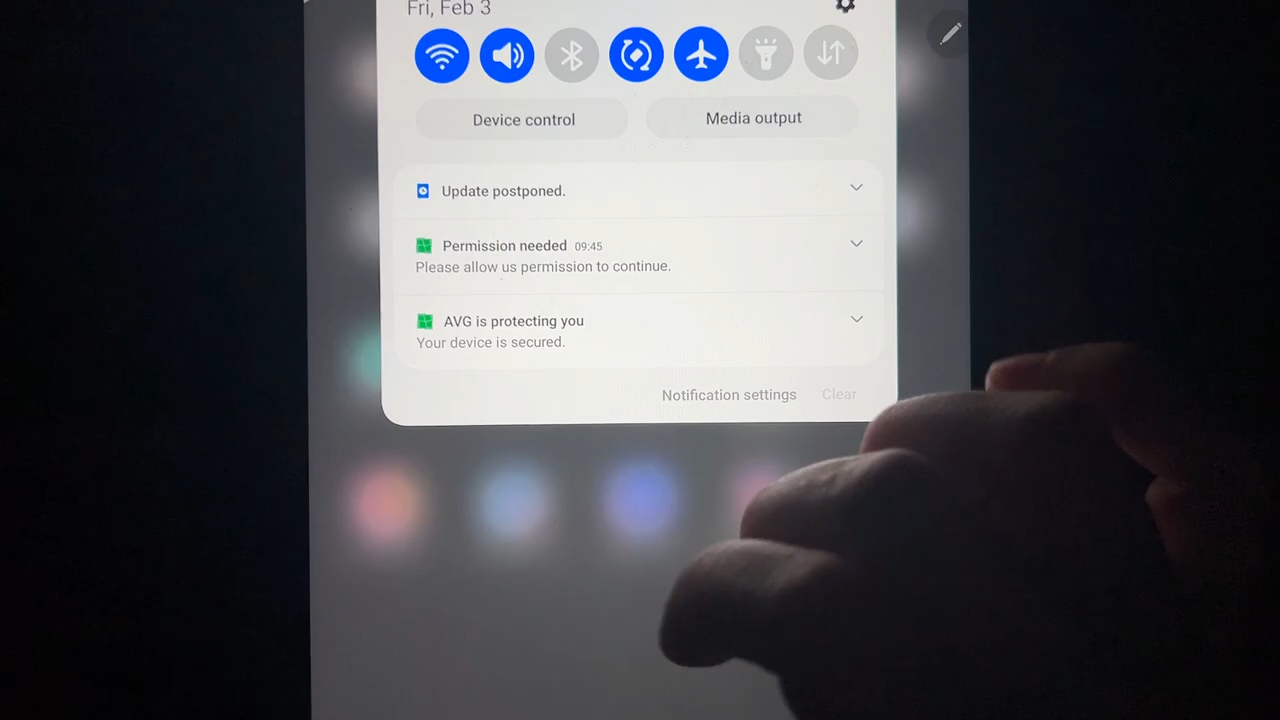 Fri, Feb 3
Device control
Media output
Update postponed.
Permission needed 09:45
Please allow us permission to continue.
AVG is protecting you
Your device is secured.
Notification settings
Clear